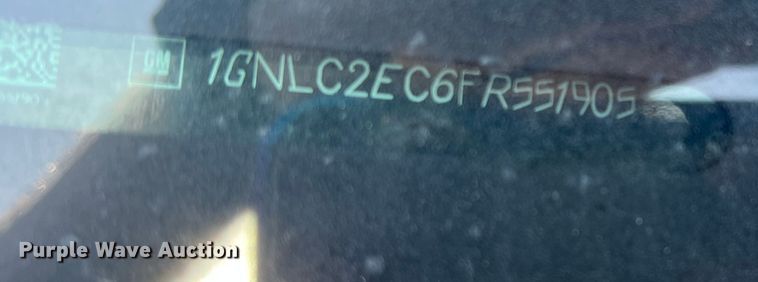 GM 1GNLC2EC6FR551905
Purple Wave Auction